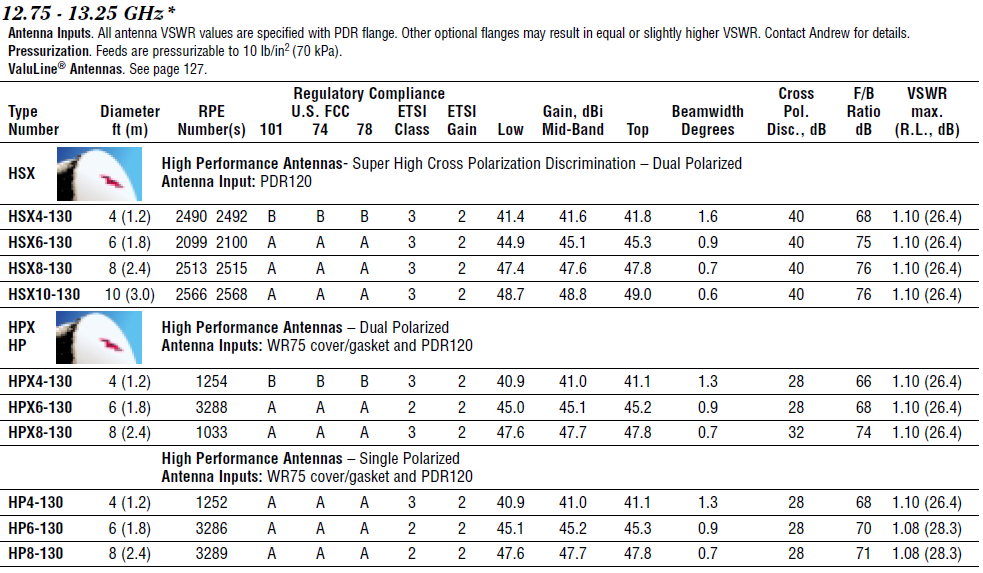 12.75 - 13.25 GHz*
Antenna Inputs. All antenna VSWR values are specified with PDR flange. Other optional flanges may result in equal or slightly higher VSWR. Contact Andrew for details.
Pressurization. Feeds are pressurizable to 10 lb/in² (70 kPa).
ValuLine® Antennas. See page 127.
Regulatory Compliance Cross F/B VSWR
Type Diameter RPE U.S. FCC ETSI ETSI Gain, dBi Beamwidth Pol. Ratio max.
Number ft (m) Number(s) 101 74 78 Class Gain Low Mid-Band Top Degrees Disc., dB dB (R.L., dB)
HSX High Performance Antennas- Super High Cross Polarization Discrimination – Dual Polarized
Antenna Input: PDR120
HSX4-130 4 (1.2) 2490 2492 B B B 3 2 41.4 41.6 41.8 1.6 40 68 1.10 (26.4)
HSX6-130 6 (1.8) 2099 2100 A A A 3 2 44.9 45.1 45.3 0.9 40 75 1.10 (26.4)
HSX8-130 8 (2.4) 2513 2515 A A A 3 2 47.4 47.6 47.8 0.7 40 76 1.10 (26.4)
HSX10-130 10 (3.0) 2566 2568 A A A 3 2 48.7 48.8 49.0 0.6 40 76 1.10 (26.4)
HPX High Performance Antennas – Dual Polarized
HP Antenna Inputs: WR75 cover/gasket and PDR120
HPX4-130 4 (1.2) 1254 B B B 3 2 40.9 41.0 41.1 1.3 28 66 1.10 (26.4)
HPX6-130 6 (1.8) 3288 A A A 2 2 45.0 45.1 45.2 0.9 28 68 1.10 (26.4)
HPX8-130 8 (2.4) 1033 A A A 3 2 47.6 47.7 47.8 0.7 32 74 1.10 (26.4)
High Performance Antennas – Single Polarized
Antenna Inputs: WR75 cover/gasket and PDR120
HP4-130 4 (1.2) 1252 A A A 3 2 40.9 41.0 41.1 1.3 28 68 1.10 (26.4)
HP6-130 6 (1.8) 3286 A A A 2 2 45.1 45.2 45.3 0.9 28 70 1.08 (28.3)
HP8-130 8 (2.4) 3289 A A A 2 2 47.6 47.7 47.8 0.7 28 71 1.08 (28.3)